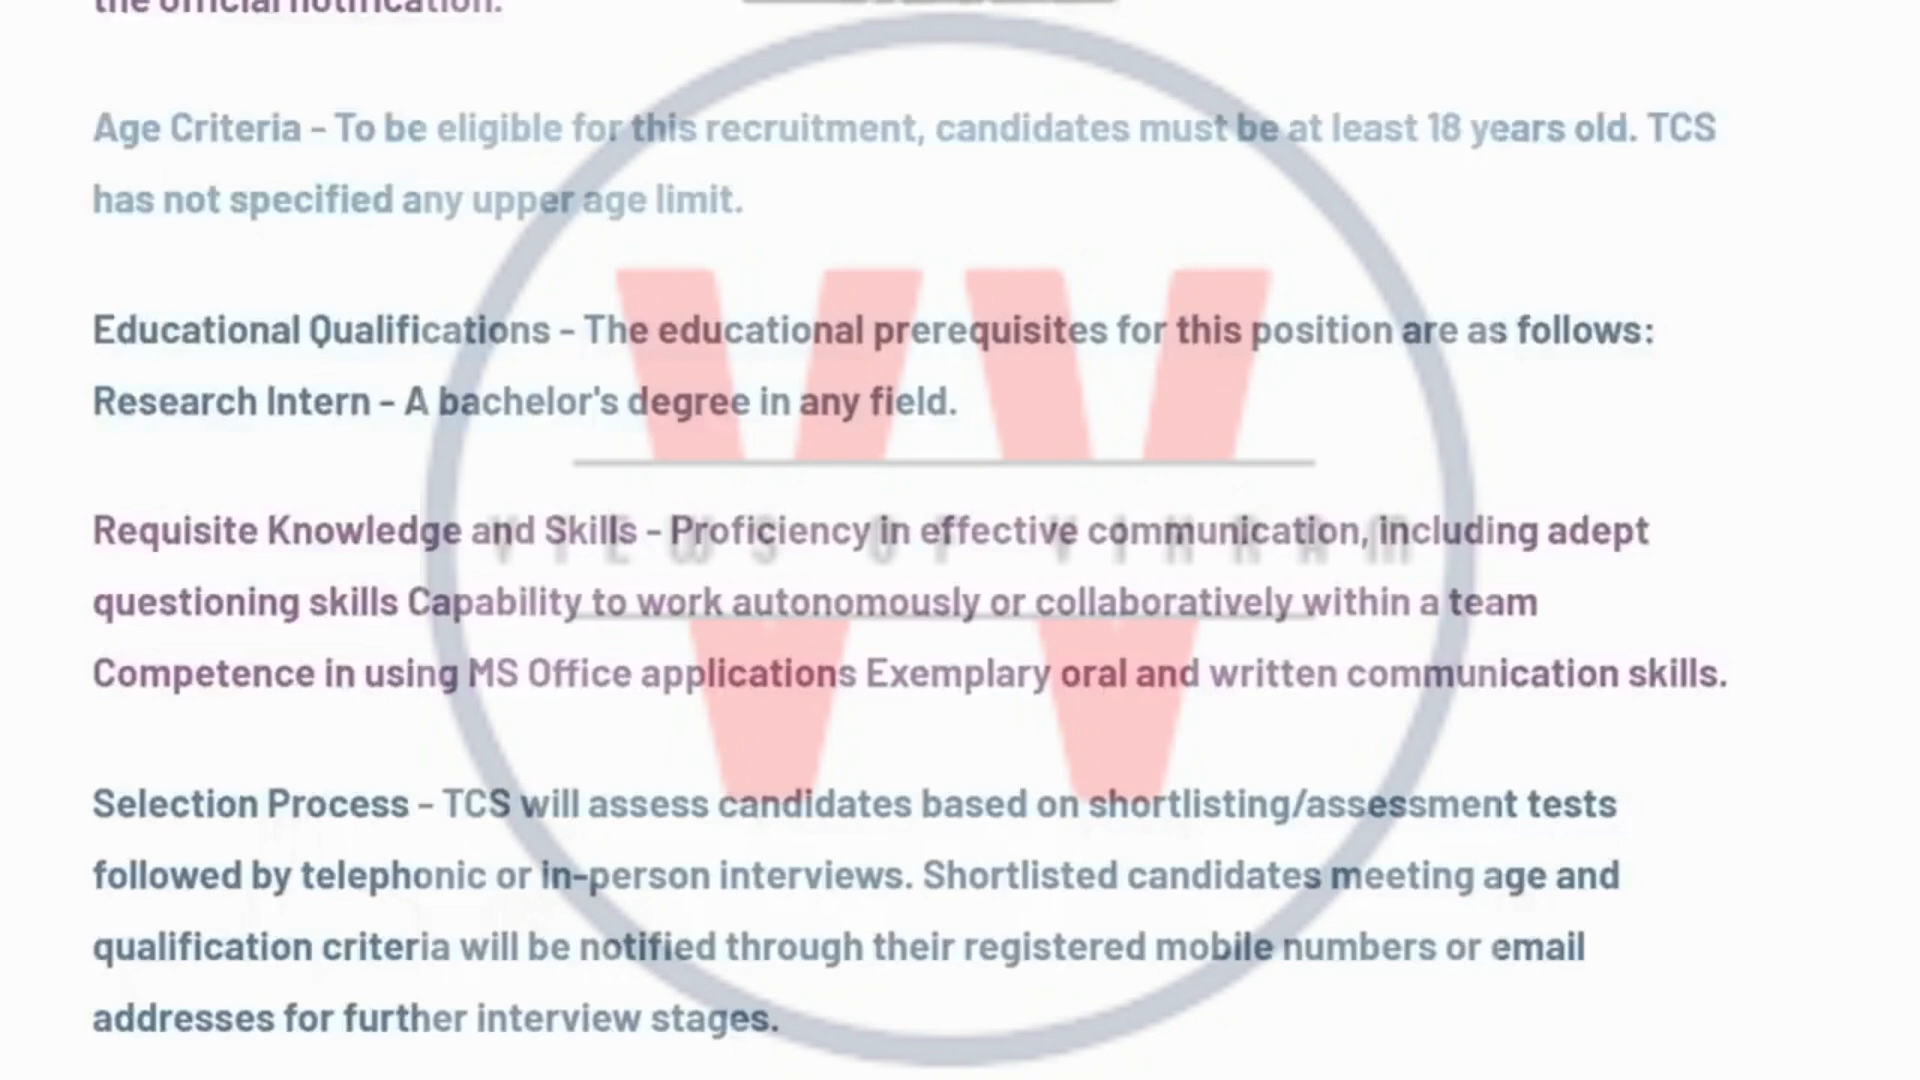 the official notification.
Age Criteria - To be eligible for this recruitment, candidates must be at least 18 years old. TCS
has not specified any upper age limit.
Educational Qualifications - The educational prerequisites for this position are as follows:
Research Intern - A bachelor's degree in any field.
Requisite Knowledge and Skills - Proficiency in effective communication, including adept
VIEWS OF VIKRAM
questioning skills Capability to work autonomously or collaboratively within a team
Competence in using MS Office applications Exemplary oral and written communication skills.
Selection Process - TCS will assess candidates based on shortlisting/assessment tests
followed by telephonic or in-person interviews. Shortlisted candidates meeting age and
qualification criteria will be notified through their registered mobile numbers or email
addresses for further interview stages.